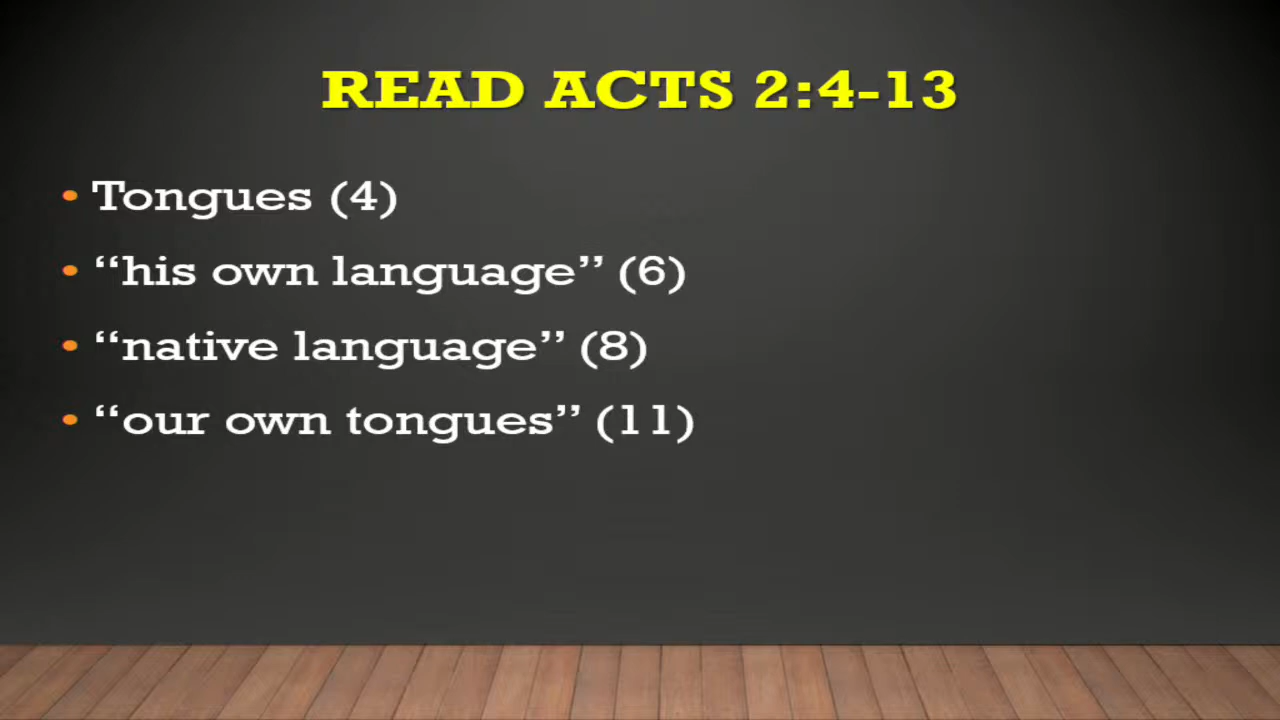 READ ACTS 2:4-13
• Tongues (4)
• “his own language” (6)
• “native language” (8)
• “our own tongues” (11)